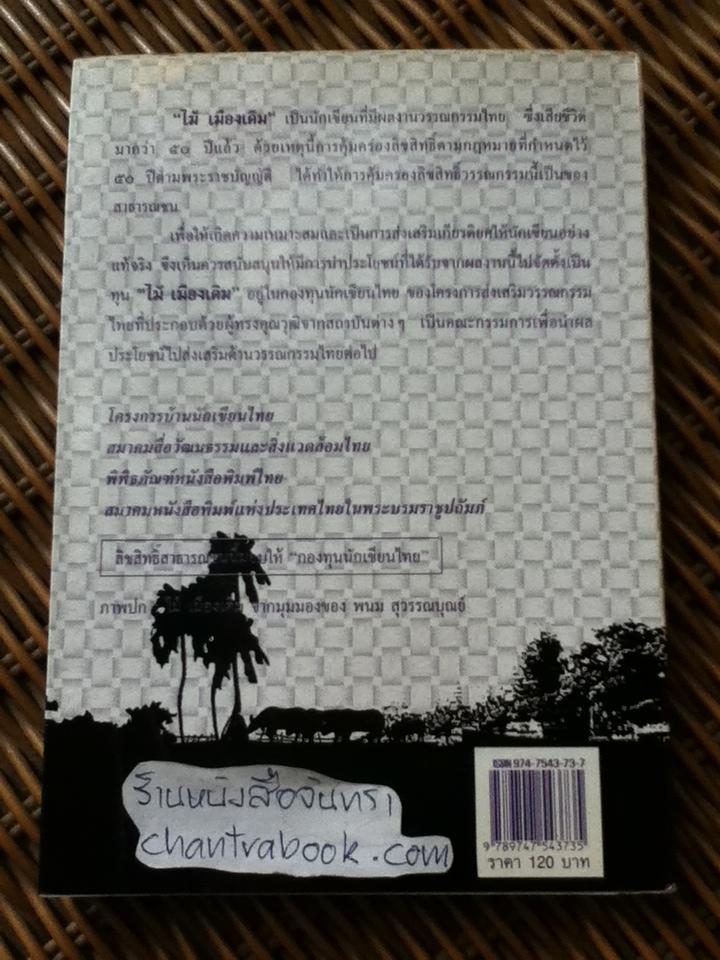 "ไม้ เมืองเดิม" เป็นนักเขียนที่มีผลงานวรรณกรรมไทย ซึ่งเสียชีวิต
มากว่า ๕๐ ปีแล้ว ด้วยเหตุนี้การคุ้มครองลิขสิทธิ์ตามกฎหมายที่กำหนดไว้
๕๐ ปีตามพระราชบัญญัติ ได้ทำให้การคุ้มครองลิขสิทธิ์วรรณกรรมนี้เป็นของ
สาธารณชน
เพื่อให้เกิดความเหมาะสมและเป็นการส่งเสริมเกียรติยศให้นักเขียนอย่าง
แท้จริง จึงเห็นควรสนับสนุนให้มีการนำประโยชน์ที่ได้รับจากผลงานนี้ไปจัดตั้งเป็น
ทุน "ไม้ เมืองเดิม" อยู่ในกองทุนนักเขียนไทย ของโครงการส่งเสริมวรรณกรรม
ไทยที่ประกอบด้วยผู้ทรงคุณวุฒิจากสถาบันต่างๆ เป็นคณะกรรมการเพื่อนำผล
ประโยชน์ไปส่งเสริมด้านวรรณกรรมไทยต่อไป
โครงการบ้านนักเขียนไทย
สมาคมสื่อวัฒนธรรมและสิ่งแวดล้อมไทย
พิพิธภัณฑ์หนังสือพิมพ์ไทย
สมาคมหนังสือพิมพ์แห่งประเทศไทยในพระบรมราชูปถัมภ์
ลิขสิทธิ์สาธารณ ให้ "กองทุนนักเขียนไทย"
ภาพปก ไม้ เมืองเดิม จากมุมมองของ พนม สุวรรณบุณย์
ร้านหนังสือจันทรา
chantrabook.com
ISBN 974-7543-73-7
9 789747 543735
ราคา 120 บาท